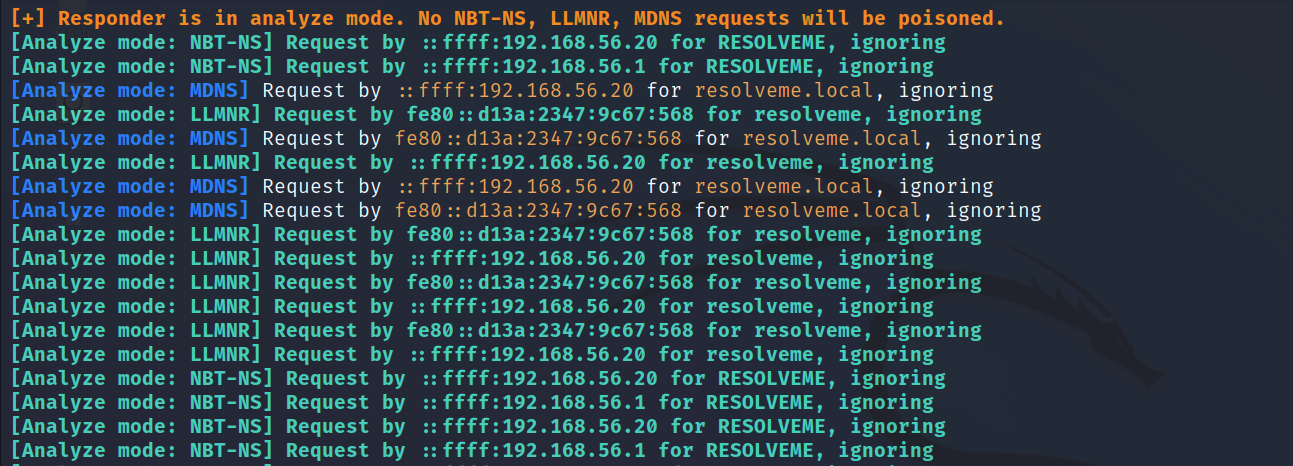 [+] Responder is in analyze mode. No NBT-NS, LLMNR, MDNS requests will be poisoned.
[Analyze mode: NBT-NS] Request by ::ffff:192.168.56.20 for RESOLVEME, ignoring
[Analyze mode: NBT-NS] Request by ::ffff:192.168.56.1 for RESOLVEME, ignoring
[Analyze mode: MDNS] Request by ::ffff:192.168.56.20 for resolveme.local, ignoring
[Analyze mode: LLMNR] Request by fe80::d13a:2347:9c67:568 for resolveme, ignoring
[Analyze mode: MDNS] Request by fe80::d13a:2347:9c67:568 for resolveme.local, ignoring
[Analyze mode: LLMNR] Request by ::ffff:192.168.56.20 for resolveme, ignoring
[Analyze mode: MDNS] Request by ::ffff:192.168.56.20 for resolveme.local, ignoring
[Analyze mode: MDNS] Request by fe80::d13a:2347:9c67:568 for resolveme.local, ignoring
[Analyze mode: LLMNR] Request by fe80::d13a:2347:9c67:568 for resolveme, ignoring
[Analyze mode: LLMNR] Request by ::ffff:192.168.56.20 for resolveme, ignoring
[Analyze mode: LLMNR] Request by fe80::d13a:2347:9c67:568 for resolveme, ignoring
[Analyze mode: LLMNR] Request by ::ffff:192.168.56.20 for resolveme, ignoring
[Analyze mode: LLMNR] Request by fe80::d13a:2347:9c67:568 for resolveme, ignoring
[Analyze mode: LLMNR] Request by ::ffff:192.168.56.20 for resolveme, ignoring
[Analyze mode: NBT-NS] Request by ::ffff:192.168.56.20 for RESOLVEME, ignoring
[Analyze mode: NBT-NS] Request by ::ffff:192.168.56.1 for RESOLVEME, ignoring
[Analyze mode: NBT-NS] Request by ::ffff:192.168.56.20 for RESOLVEME, ignoring
[Analyze mode: NBT-NS] Request by ::ffff:192.168.56.1 for RESOLVEME, ignoring